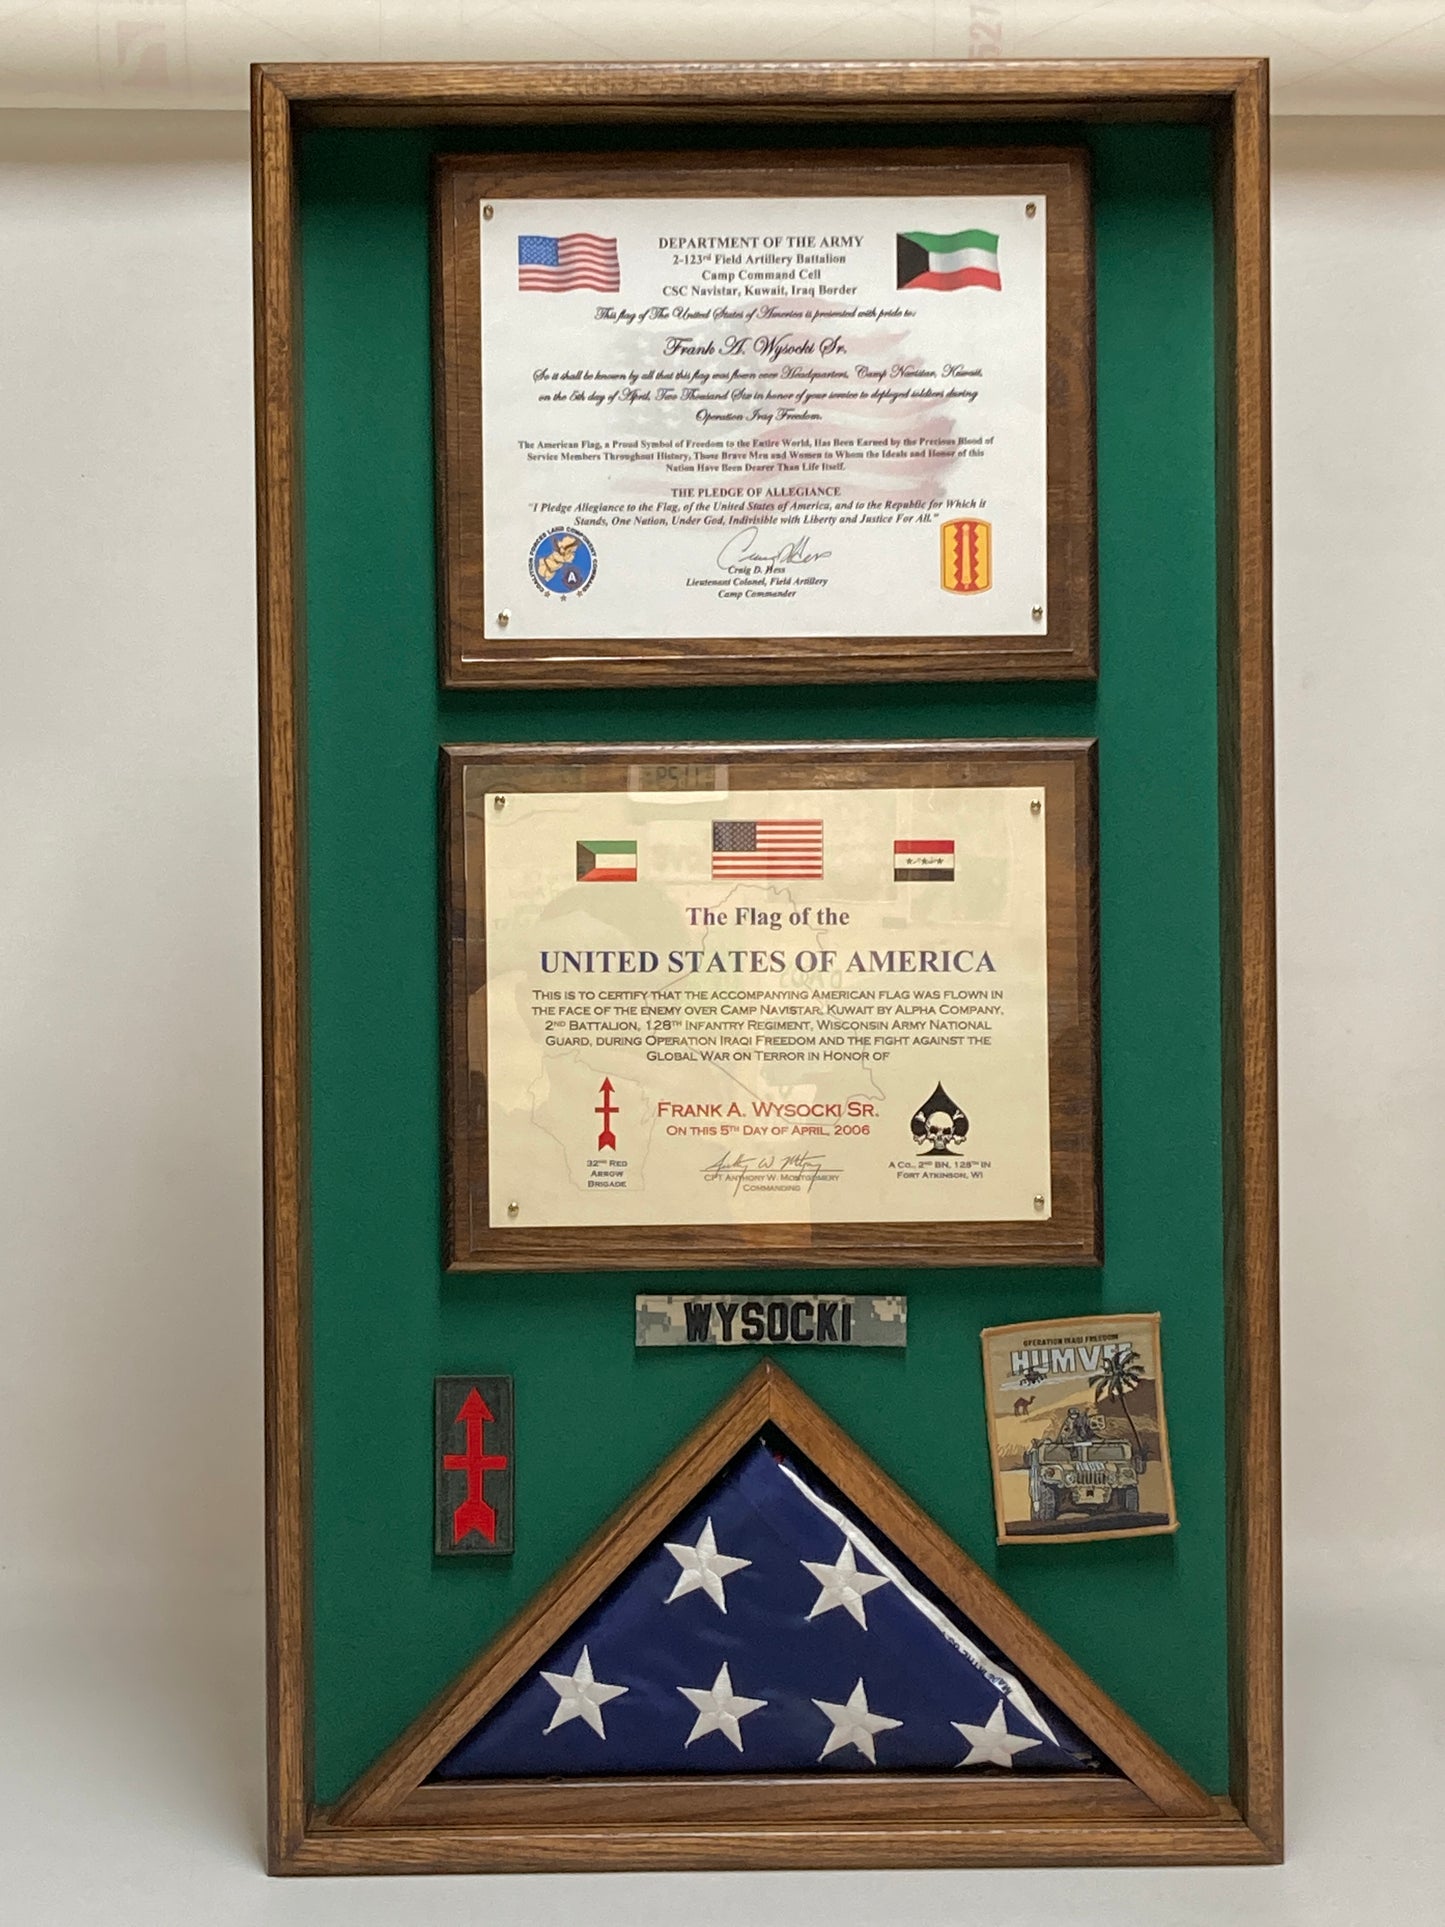 527
DEPARTMENT OF THE ARMY
2-123rd Field Artillery Battalion
Camp Command Cell
CSC Navistar, Kuwait, Iraq Border
This flag of The United States of America is presented with pride to:
Frank A. Wysocki Sr.
So it shall be known by all that this flag was flown over Headquarters, Camp Navistar, Kuwait,
on the 5th day of April, Two Thousand Six in honor of your service to deployed soldiers during
Operation Iraq Freedom.
The American Flag, a Proud Symbol of Freedom to the Entire World, Has Been Earned by the Precious Blood of
Service Members Throughout History, Those Brave Men and Women to Whom the Ideals and Honor of this
Nation Have Been Dearer Than Life Itself.
THE PLEDGE OF ALLEGIANCE
"I Pledge Allegiance to the Flag, of the United States of America, and to the Republic for Which it
Stands, One Nation, Under God, Indivisible with Liberty and Justice For All."
COALITION FORCES LAND COMPONENT COMMAND
A
Craig D. Hess
Lieutenant Colonel, Field Artillery
Camp Commander
The Flag of the
UNITED STATES OF AMERICA
THIS IS TO CERTIFY THAT THE ACCOMPANYING AMERICAN FLAG WAS FLOWN IN
THE FACE OF THE ENEMY OVER CAMP NAVISTAR, KUWAIT BY ALPHA COMPANY,
2ND BATTALION, 128TH INFANTRY REGIMENT, WISCONSIN ARMY NATIONAL
GUARD, DURING OPERATION IRAQI FREEDOM AND THE FIGHT AGAINST THE
GLOBAL WAR ON TERROR IN HONOR OF
FRANK A. WYSOCKI SR.
ON THIS 5TH DAY OF APRIL, 2006
32ND RED
ARROW
BRIGADE
CPT ANTHONY W. MONTGOMERY
COMMANDING
A CO., 2ND BN, 128TH IN
FORT ATKINSON, WI
WYSOCKI
OPERATION IRAQI FREEDOM
HUMVEE
MADE IN THE U.S.A